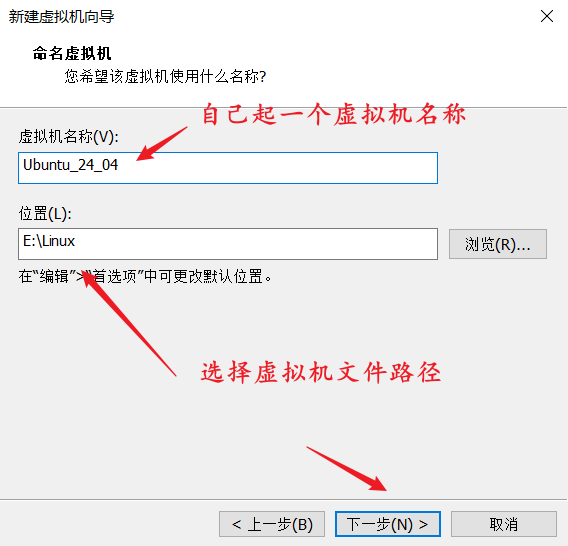 新建虚拟机向导
命名虚拟机
您希望该虚拟机使用什么名称?
自己起一个虚拟机名称
虚拟机名称(V):
Ubuntu_24_04
位置(L):
E:\Linux
浏览(R)...
在“编辑”>“首选项”中可更改默认位置。
选择虚拟机文件路径
< 上一步(B)
下一步(N) >
取消